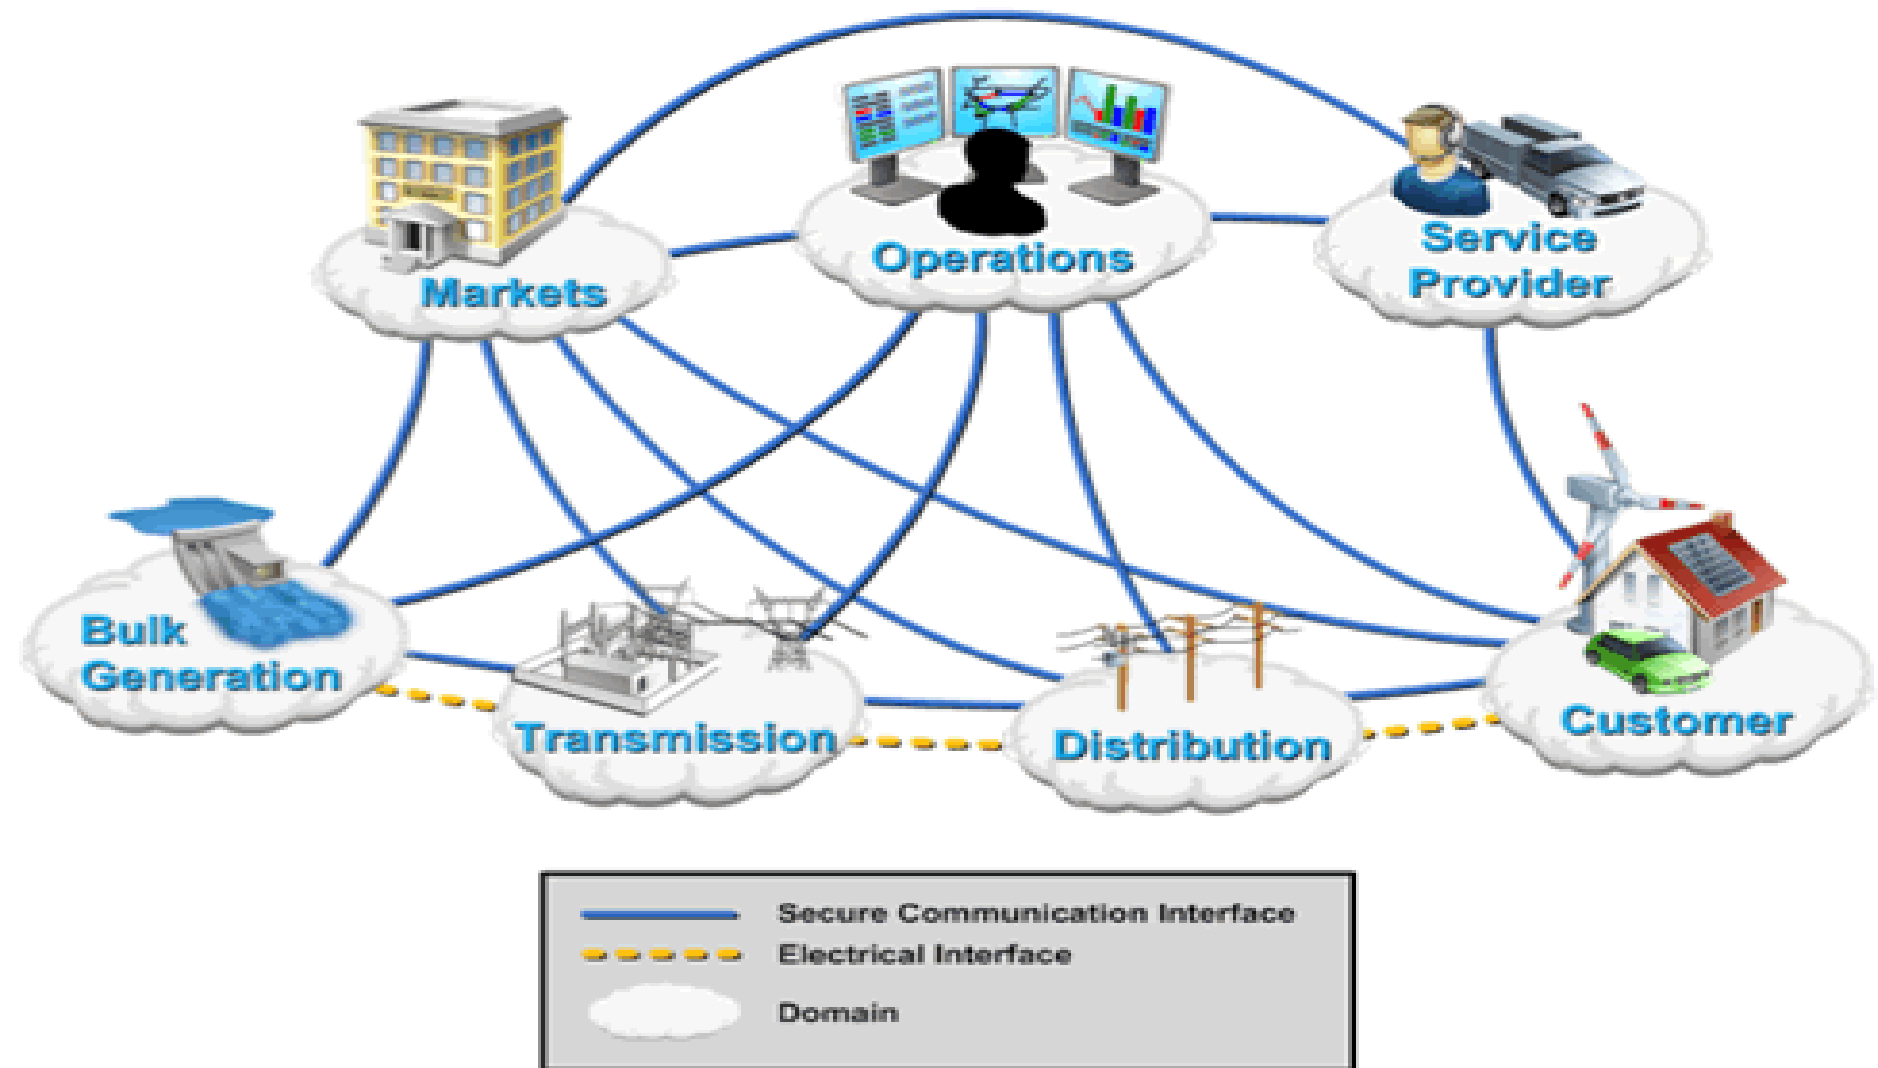 Markets
Operations
Service
Provider
Bulk
Generation
Transmission
Distribution
Customer
Secure Communication Interface
Electrical Interface
Domain